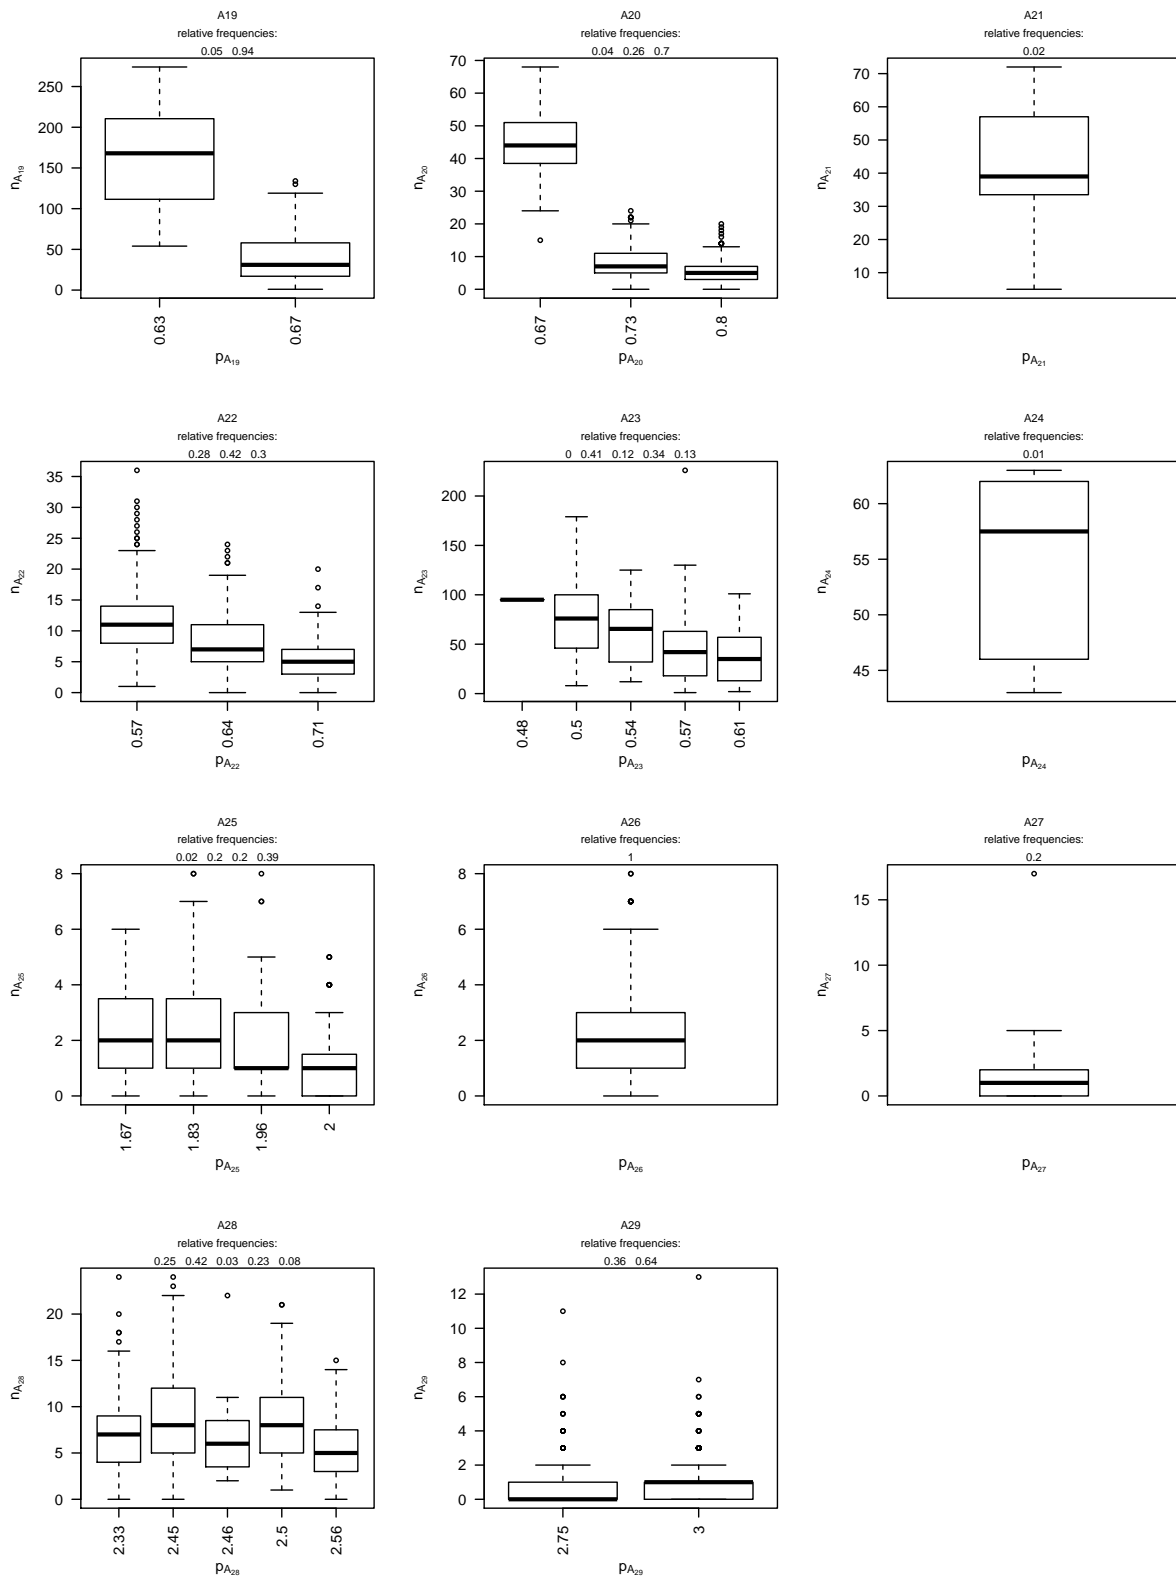 A19
relative frequencies:
0.05 0.94
250
200
150
100
50
0
nA19
0.63 0.67
pA19
A20
relative frequencies:
0.04 0.26 0.7
70
60
50
40
30
20
10
0
nA20
0.67 0.73 0.8
pA20
A21
relative frequencies:
0.02
70
60
50
40
30
20
10
nA21
pA21
A22
relative frequencies:
0.28 0.42 0.3
35
30
25
20
15
10
5
0
nA22
0.57 0.64 0.71
pA22
A23
relative frequencies:
0 0.41 0.12 0.34 0.13
200
150
100
50
0
nA23
0.48 0.5 0.54 0.57 0.61
pA23
A24
relative frequencies:
0.01
60
55
50
45
nA24
pA24
A25
relative frequencies:
0.02 0.2 0.2 0.39
8
6
4
2
0
nA25
1.67 1.83 1.96 2
pA25
A26
relative frequencies:
1
8
6
4
2
0
nA26
pA26
A27
relative frequencies:
0.2
15
10
5
0
nA27
pA27
A28
relative frequencies:
0.25 0.42 0.03 0.23 0.08
20
15
10
5
0
nA28
2.33 2.45 2.46 2.5 2.56
pA28
A29
relative frequencies:
0.36 0.64
12
10
8
6
4
2
0
nA29
2.75 3
pA29